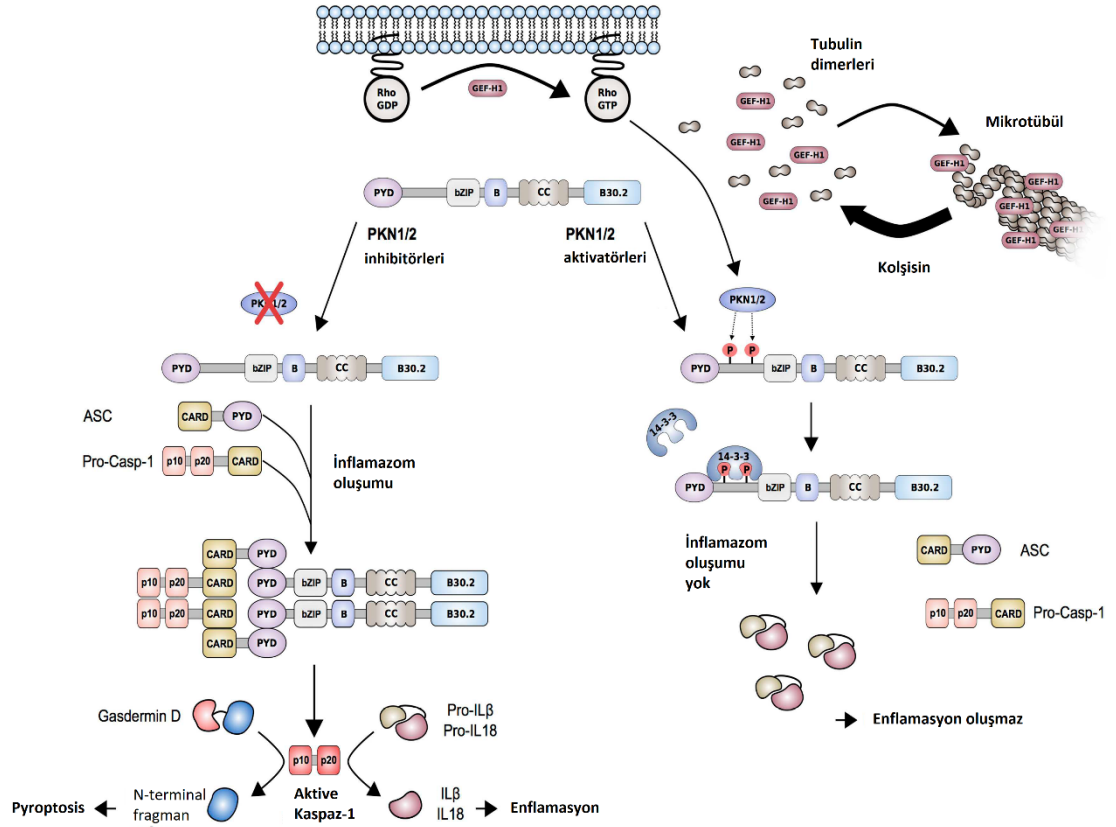 Rho
GDP
GEF-H1
Rho
GTP
Tubulin
dimerleri
GEF-H1
GEF-H1
GEF-H1
GEF-H1
Mikrotübül
GEF-H1
GEF-H1
GEF-H1
GEF-H1
GEF-H1
Kolşisin
PYD
bZIP
B
CC
B30.2
PKN1/2
inhibitörleri
PKN1/2
aktivatörleri
PKN1/2
PKN1/2
P
P
PYD
bZIP
B
CC
B30.2
PYD
bZIP
B
CC
B30.2
ASC
CARD
PYD
Pro-Casp-1
p10
p20
CARD
İnflamazom
oluşumu
14-3-3
14-3-3
P
P
PYD
bZIP
B
CC
B30.2
İnflamazom
oluşumu
yok
CARD
PYD
ASC
p10
p20
CARD
Pro-Casp-1
CARD
PYD
p10
p20
CARD
PYD
bZIP
B
CC
B30.2
p10
p20
CARD
PYD
bZIP
B
CC
B30.2
CARD
PYD
Enflamasyon oluşmaz
Gasdermin D
Pro-ILβ
Pro-IL18
p10
p20
Aktive
Kaspaz-1
Pyroptosis
N-terminal
fragman
ILβ
IL18
Enflamasyon